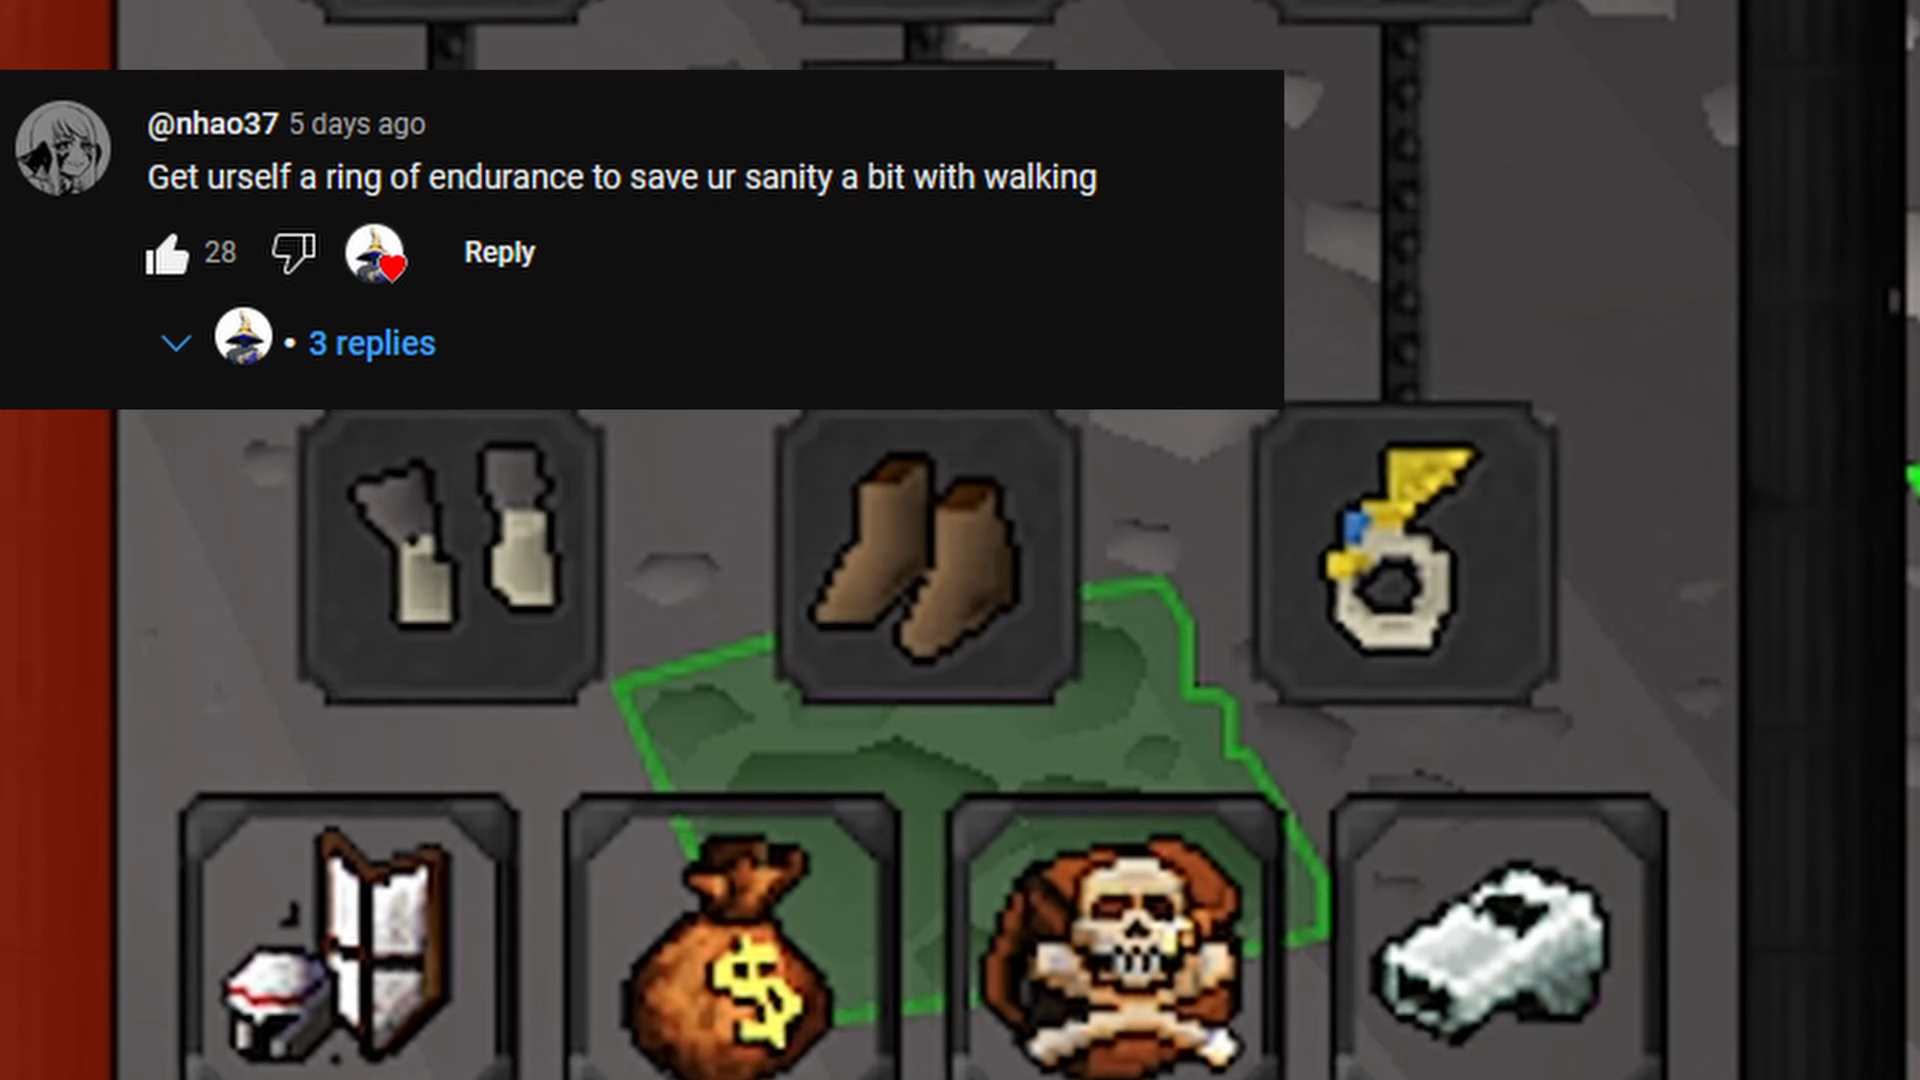 @nhao37 5 days ago
Get urself a ring of endurance to save ur sanity a bit with walking
28 Reply
• 3 replies